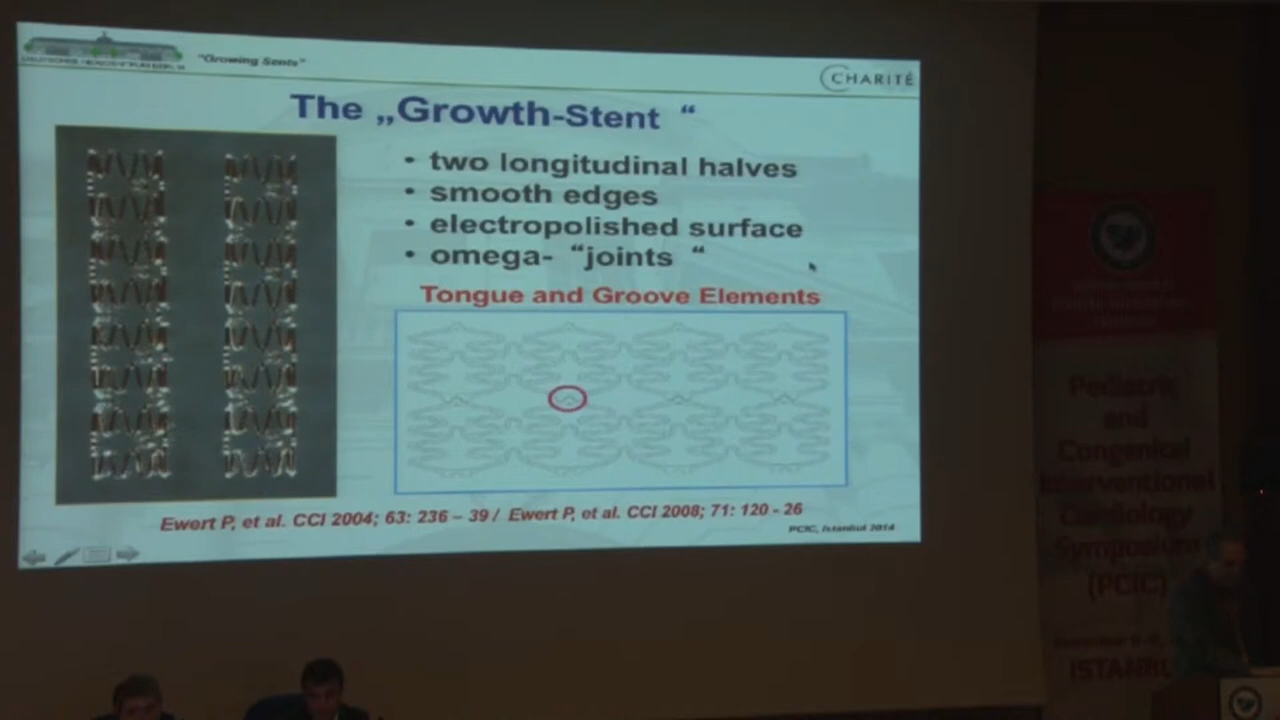 "Growing Sents"
CHARITÉ
The „Growth-Stent “
• two longitudinal halves
• smooth edges
• electropolished surface
• omega- “joints “
Tongue and Groove Elements
Ewert P, et al. CCI 2004; 63: 236 – 39 / Ewert P, et al. CCI 2008; 71: 120 - 26
PCIC, Istanbul 2014
Pediatric
and
Congenical
Interventional
Cardiology
Symposium
(PCIC)
ISTANBUL